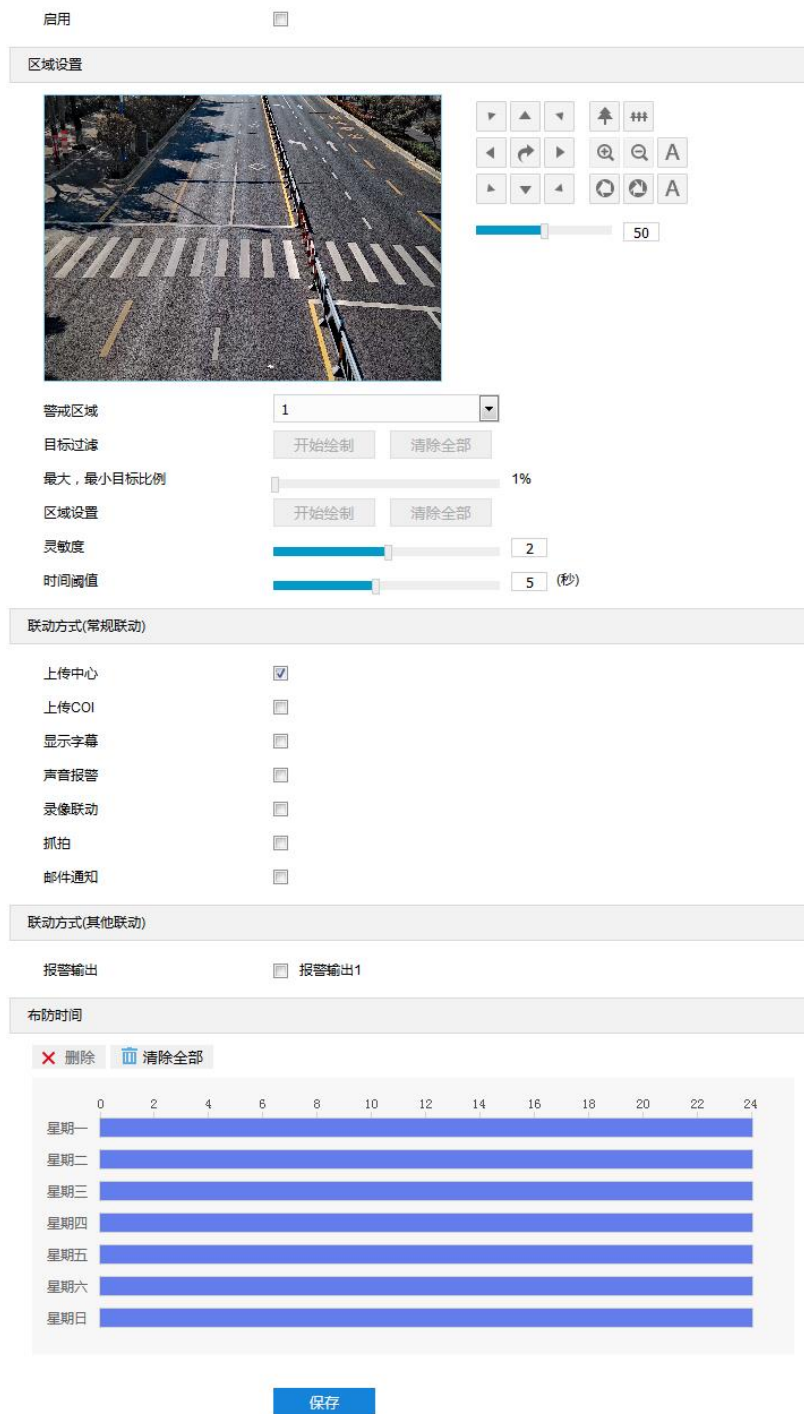 启用
区域设置
A
A
50
警戒区域 1
目标过滤 开始绘制 清除全部
最大，最小目标比例 1%
区域设置 开始绘制 清除全部
灵敏度 2
时间阈值 5 (秒)
联动方式(常规联动)
上传中心
上传COI
显示字幕
声音报警
录像联动
抓拍
邮件通知
联动方式(其他联动)
报警输出 报警输出1
布防时间
删除 清除全部
0 2 4 6 8 10 12 14 16 18 20 22 24
星期一
星期二
星期三
星期四
星期五
星期六
星期日
保存